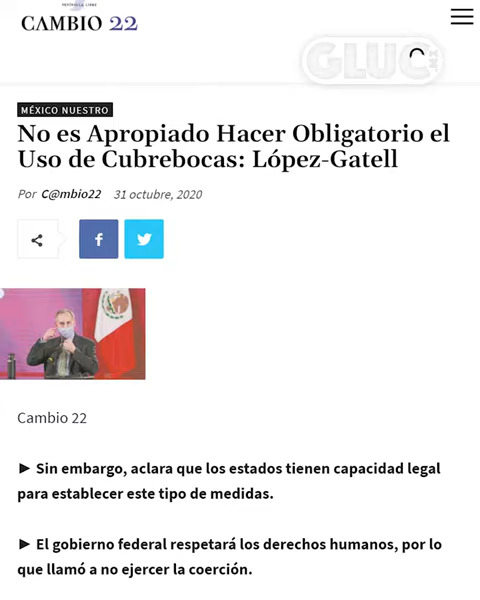 PENÍNSULA LIBRE
CAMBIO 22
GLUC
MÉXICO NUESTRO
No es Apropiado Hacer Obligatorio el
Uso de Cubrebocas: López-Gatell
Por C@mbio22 31 octubre, 2020
Cambio 22
► Sin embargo, aclara que los estados tienen capacidad legal
para establecer este tipo de medidas.
► El gobierno federal respetará los derechos humanos, por lo
que llamó a no ejercer la coerción.